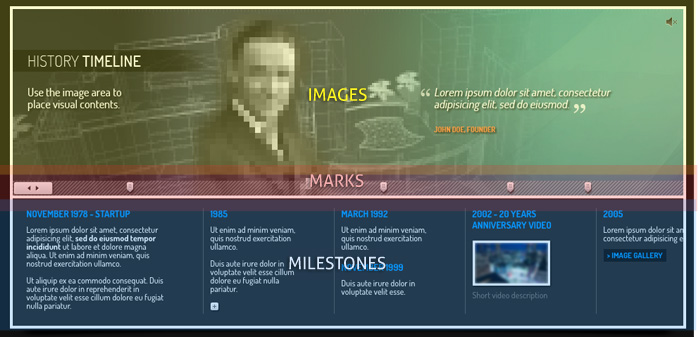 HISTORY TIMELINE
Use the image area to
place visual contents.
IMAGES
“ Lorem ipsum dolor sit amet, consectetur
adipisicing elit, sed do eiusmod. ”
JOHN DOE, FOUNDER
MARKS
NOVEMBER 1978 - STARTUP
Lorem ipsum dolor sit amet, consectetur
adipisicing elit, sed do eiusmod tempor
incididunt ut labore et dolore magna
aliqua. Ut enim ad minim veniam, quis
nostrud exercitation ullamco.
Ut aliquip ex ea commodo consequat. Duis
aute irure dolor in reprehenderit in
voluptate velit esse cillum dolore eu fugiat
nulla pariatur. Excepteur sint occaecat.
1985
Ut enim ad minim veniam,
quis nostrud exercitation
ullamco.
Duis aute irure dolor in
voluptate velit esse cillum
dolore eu fugiat nulla
pariatur.
+
MARCH 1992
Ut enim ad minim veniam,
quis nostrud exercitation
ullamco.
MILESTONES
1999
Duis aute irure dolor in
voluptate velit esse.
2002 - 20 YEARS
ANNIVERSARY VIDEO
Short video description
2005
Lorem ipsum dolor sit am
consectetur adipisicing e
> IMAGE GALLERY